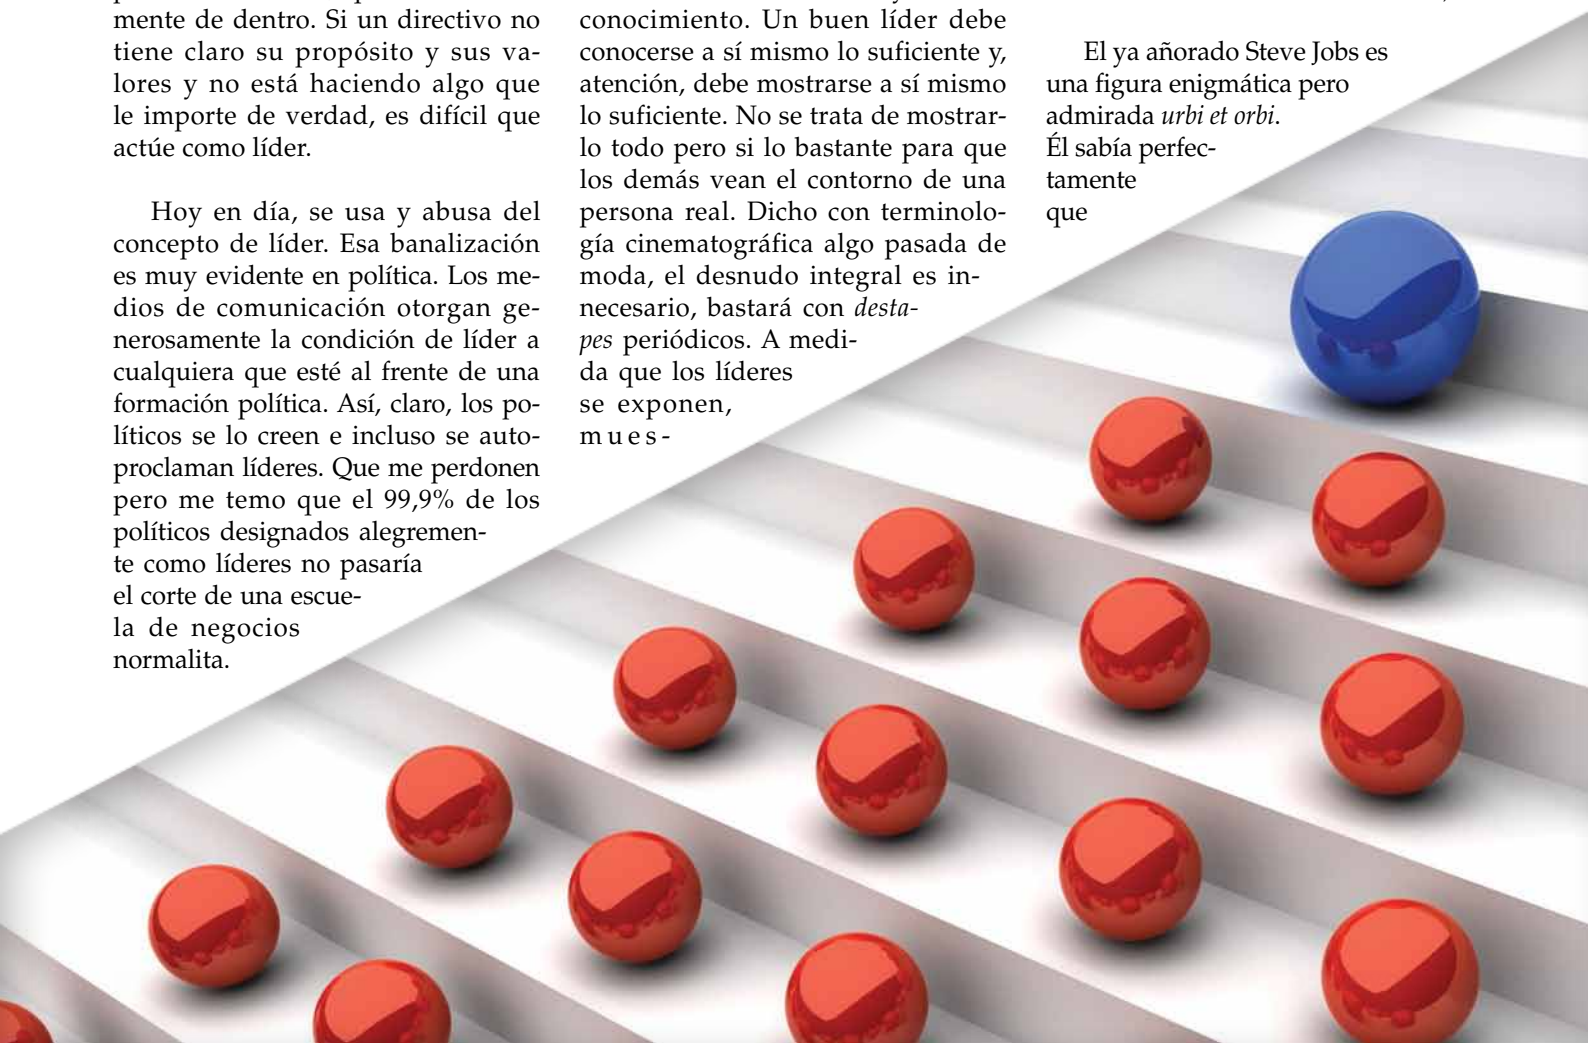 mente de dentro. Si un directivo no
tiene claro su propósito y sus va-
lores y no está haciendo algo que
le importe de verdad, es difícil que
actúe como líder.
Hoy en día, se usa y abusa del
concepto de líder. Esa banalización
es muy evidente en política. Los me-
dios de comunicación otorgan ge-
nerosamente la condición de líder a
cualquiera que esté al frente de una
formación política. Así, claro, los po-
líticos se lo creen e incluso se auto-
proclaman líderes. Que me perdonen
pero me temo que el 99,9% de los
políticos designados alegremen-
te como líderes no pasaría
el corte de una escue-
la de negocios
normalita.
conocimiento. Un buen líder debe
conocerse a sí mismo lo suficiente y,
atención, debe mostrarse a sí mismo
lo suficiente. No se trata de mostrar-
lo todo pero si lo bastante para que
los demás vean el contorno de una
persona real. Dicho con terminolo-
gía cinematográfica algo pasada de
moda, el desnudo integral es in-
necesario, bastará con desta-
pes periódicos. A medi-
da que los líderes
se exponen,
mues-
El ya añorado Steve Jobs es
una figura enigmática pero
admirada urbi et orbi.
Él sabía perfec-
tamente
que